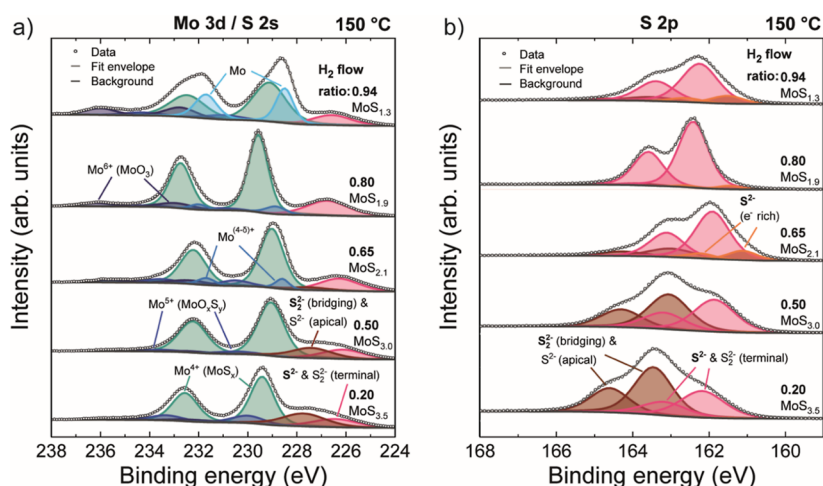 a)
Mo 3d / S 2s
150 °C
Data
Fit envelope
Background
Mo
H2 flow
ratio: 0.94
MoS1.3
Mo6+ (MoO3)
0.80
MoS1.9
Mo(4-δ)+
0.65
MoS2.1
Mo5+ (MoOxSy)
S22- (bridging) &
S2- (apical)
0.50
MoS3.0
Mo4+ (MoSx)
S2- & S22- (terminal)
0.20
MoS3.5
Intensity (arb. units)
238 236 234 232 230 228 226 224
Binding energy (eV)
b)
S 2p
150 °C
Data
Fit envelope
Background
H2 flow
ratio: 0.94
MoS1.3
0.80
MoS1.9
S2-
(e- rich)
0.65
MoS2.1
0.50
MoS3.0
S22- (bridging) &
S2- (apical)
S2- & S22- (terminal)
0.20
MoS3.5
Intensity (arb. units)
168 166 164 162 160
Binding energy (eV)